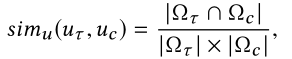 sim_u(u_τ, u_c) = |Ω_τ ∩ Ω_c| / |Ω_τ| × |Ω_c|,